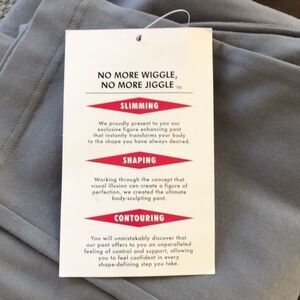 NO MORE WIGGLE,
NO MORE JIGGLE ™
SLIMMING
We proudly present to you our
exclusive figure enhancing pant
that instantly transforms your body
to the shape you have always desired.
SHAPING
Working through the concept that
visual illusion can create a figure of
perfection, we created the ultimate
body-sculpting pant.
CONTOURING
You will unmistakably discover that
our pant offers to you an unparalleled
feeling of control and support, allowing
you to feel confident in every
shape-defining step you take.